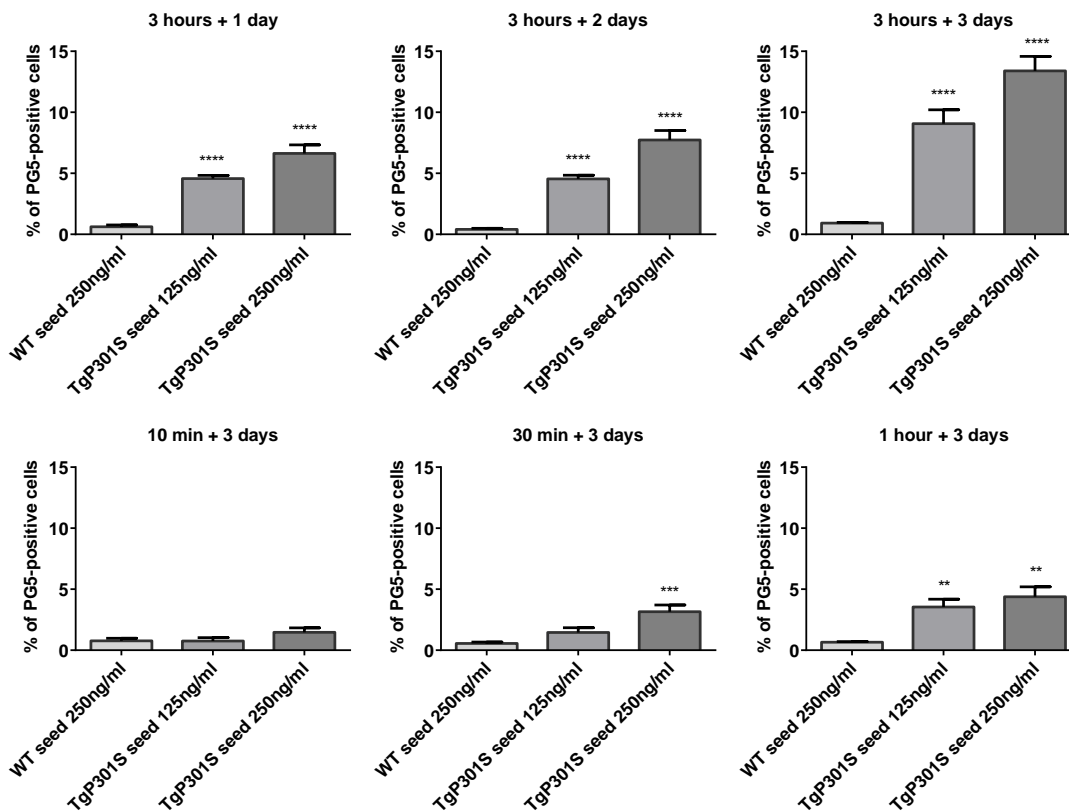 3 hours + 1 day
% of PG5-positive cells
15
10
5
0
****
****
WT seed 250ng/ml
TgP301S seed 125ng/ml
TgP301S seed 250ng/ml
3 hours + 2 days
% of PG5-positive cells
15
10
5
0
****
****
WT seed 250ng/ml
TgP301S seed 125ng/ml
TgP301S seed 250ng/ml
3 hours + 3 days
% of PG5-positive cells
15
10
5
0
****
****
WT seed 250ng/ml
TgP301S seed 125ng/ml
TgP301S seed 250ng/ml
10 min + 3 days
% of PG5-positive cells
15
10
5
0
WT seed 250ng/ml
TgP301S seed 125ng/ml
TgP301S seed 250ng/ml
30 min + 3 days
% of PG5-positive cells
15
10
5
0
***
WT seed 250ng/ml
TgP301S seed 125ng/ml
TgP301S seed 250ng/ml
1 hour + 3 days
% of PG5-positive cells
15
10
5
0
**
**
WT seed 250ng/ml
TgP301S seed 125ng/ml
TgP301S seed 250ng/ml